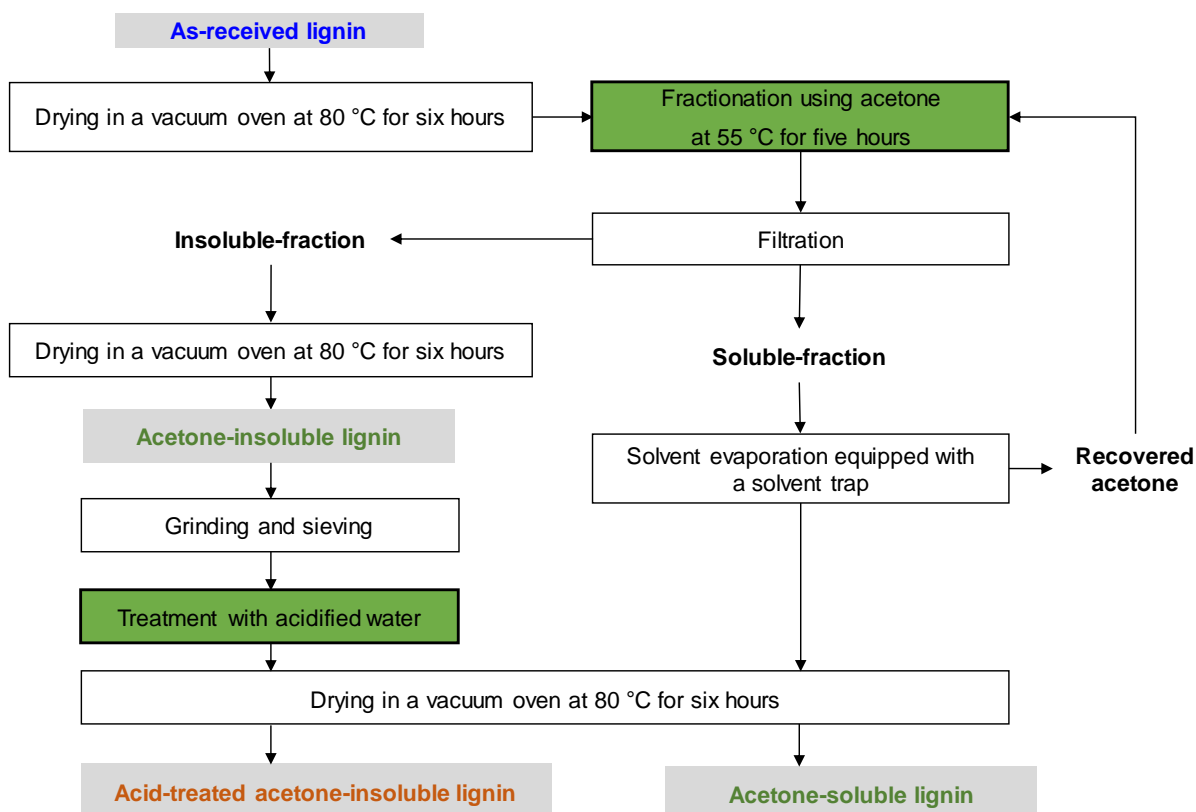 As-received lignin
Drying in a vacuum oven at 80 °C for six hours
Fractionation using acetone
at 55 °C for five hours
Insoluble-fraction
Filtration
Drying in a vacuum oven at 80 °C for six hours
Soluble-fraction
Acetone-insoluble lignin
Solvent evaporation equipped with
a solvent trap
Recovered
acetone
Grinding and sieving
Treatment with acidified water
Drying in a vacuum oven at 80 °C for six hours
Acid-treated acetone-insoluble lignin
Acetone-soluble lignin